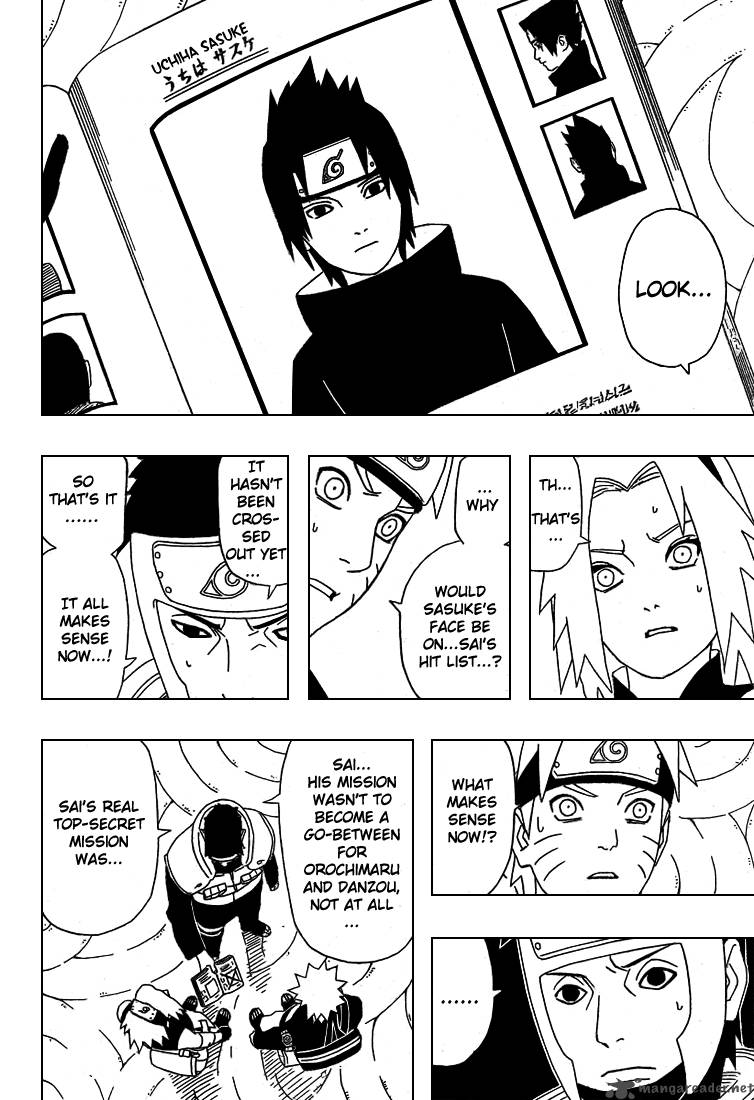 UCHIHA SASUKE
うちは サスケ
LOOK...
TH...
THAT'S
...
...
WHY
WOULD
SASUKE'S
FACE BE
ON...SAI'S
HIT LIST...?
IT
HASN'T
BEEN
CROS-
SED
OUT YET
...
SO
THAT'S IT
......
IT ALL
MAKES
SENSE
NOW...!
WHAT
MAKES
SENSE
NOW!?
SAI...
HIS MISSION
WASN'T TO
BECOME A
GO-BETWEEN
FOR
OROCHIMARU
AND DANZOU,
NOT AT ALL
...
SAI'S REAL
TOP-SECRET
MISSION
WAS...
......
mangareader.net